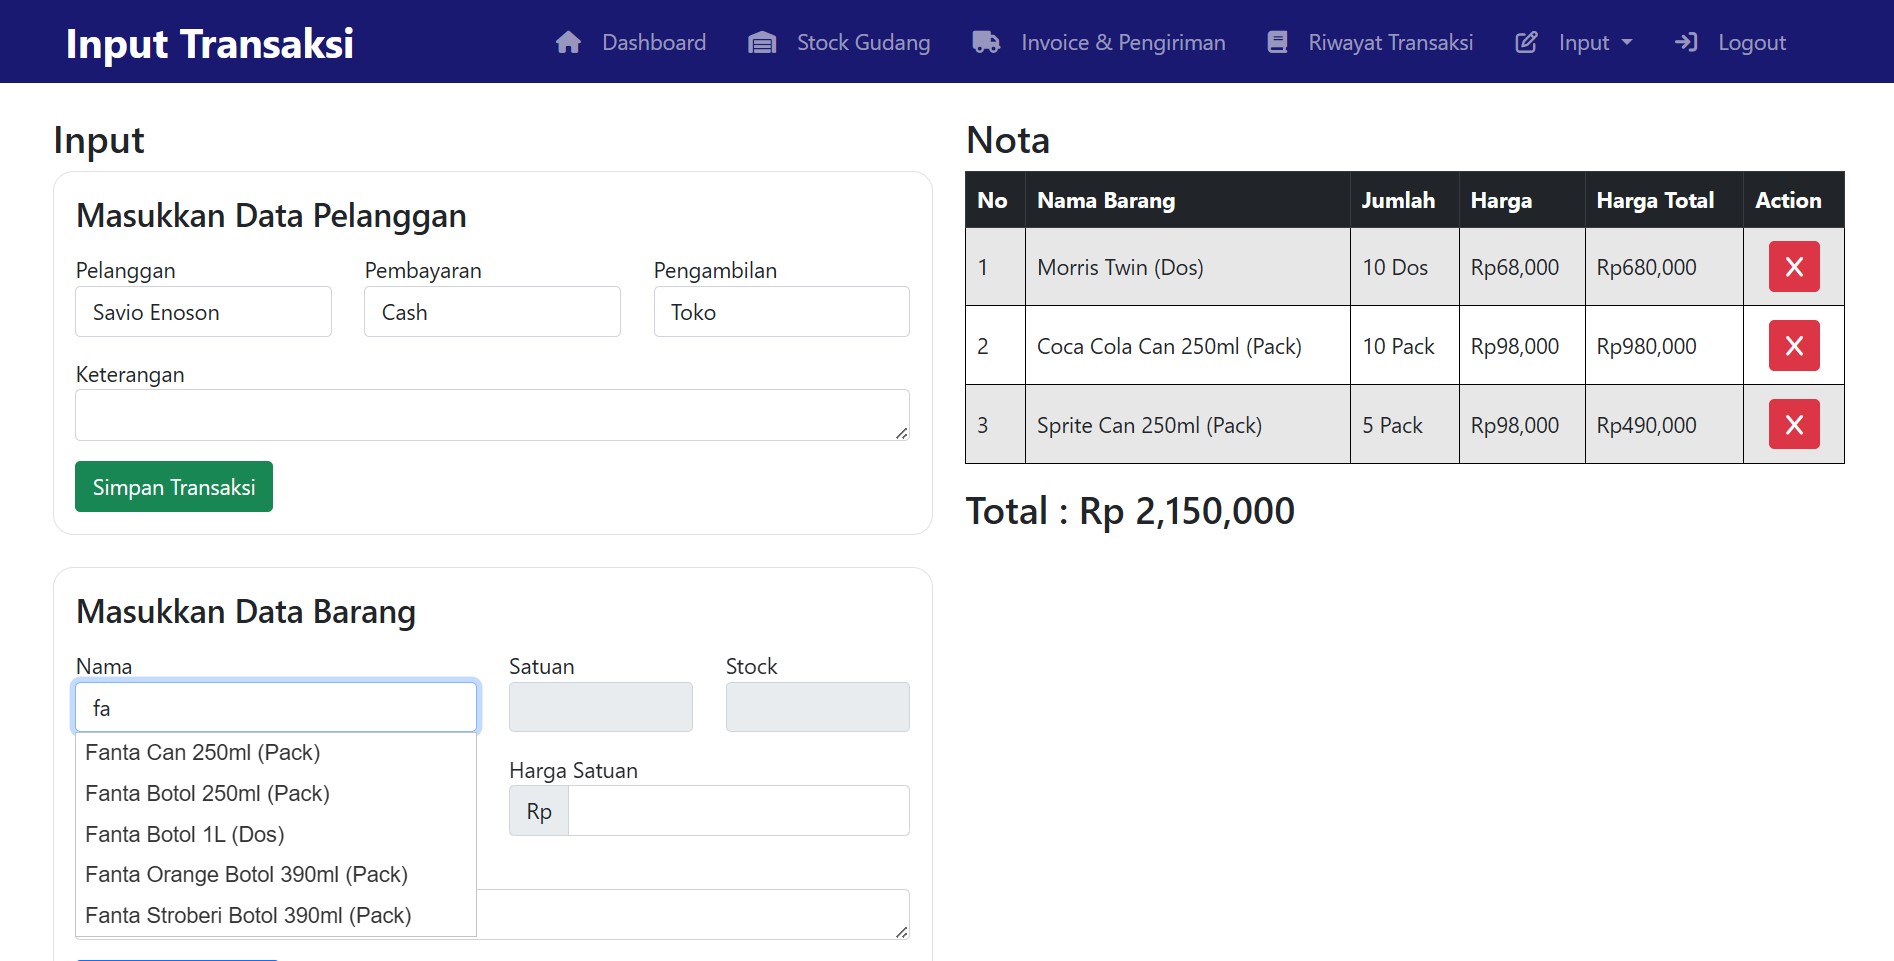 Input Transaksi
Dashboard
Stock Gudang
Invoice & Pengiriman
Riwayat Transaksi
Input
Logout
Input
Masukkan Data Pelanggan
Pelanggan Pembayaran Pengambilan
Savio Enoson Cash Toko
Keterangan
Simpan Transaksi
Masukkan Data Barang
Nama Satuan Stock
fa
Fanta Can 250ml (Pack)
Fanta Botol 250ml (Pack)
Fanta Botol 1L (Dos)
Fanta Orange Botol 390ml (Pack)
Fanta Stroberi Botol 390ml (Pack)
Harga Satuan
Rp
Nota
No Nama Barang Jumlah Harga Harga Total Action
1 Morris Twin (Dos) 10 Dos Rp68,000 Rp680,000 X
2 Coca Cola Can 250ml (Pack) 10 Pack Rp98,000 Rp980,000 X
3 Sprite Can 250ml (Pack) 5 Pack Rp98,000 Rp490,000 X
Total : Rp 2,150,000